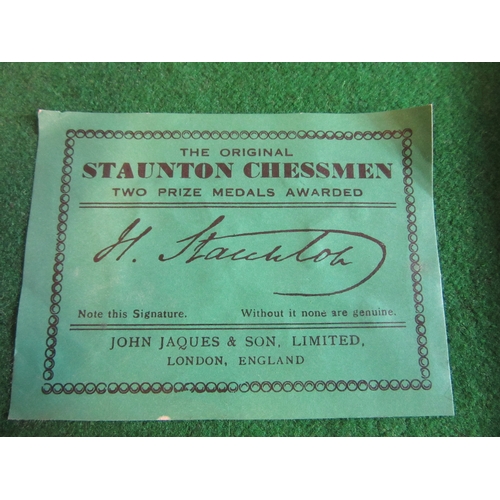 THE ORIGINAL
STAUNTON CHESSMEN
TWO PRIZE MEDALS AWARDED
H. Staunton
Note this Signature. Without it none are genuine.
JOHN JAQUES & SON, LIMITED,
LONDON, ENGLAND